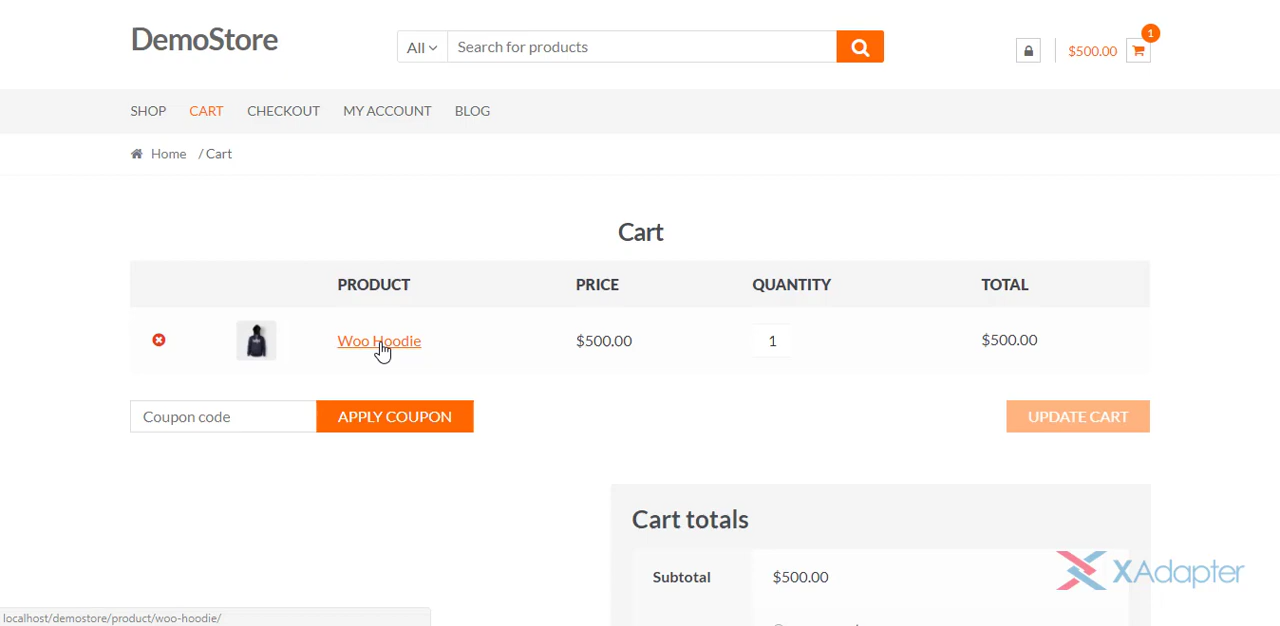 DemoStore
All Search for products
$500.00 1
SHOP CART CHECKOUT MY ACCOUNT BLOG
Home / Cart
Cart
PRODUCT PRICE QUANTITY TOTAL
Woo Hoodie $500.00 1 $500.00
Coupon code APPLY COUPON UPDATE CART
Cart totals
Subtotal $500.00
XAdapter
localhost/demostore/product/woo-hoodie/